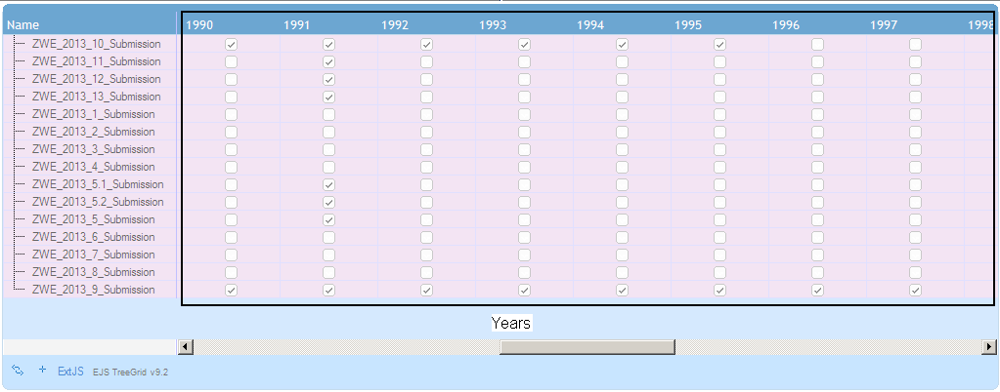 Name 1990 1991 1992 1993 1994 1995 1996 1997 1998
ZWE_2013_10_Submission
ZWE_2013_11_Submission
ZWE_2013_12_Submission
ZWE_2013_13_Submission
ZWE_2013_1_Submission
ZWE_2013_2_Submission
ZWE_2013_3_Submission
ZWE_2013_4_Submission
ZWE_2013_5.1_Submission
ZWE_2013_5.2_Submission
ZWE_2013_5_Submission
ZWE_2013_6_Submission
ZWE_2013_7_Submission
ZWE_2013_8_Submission
ZWE_2013_9_Submission
Years
ExtJS EJS TreeGrid v9.2